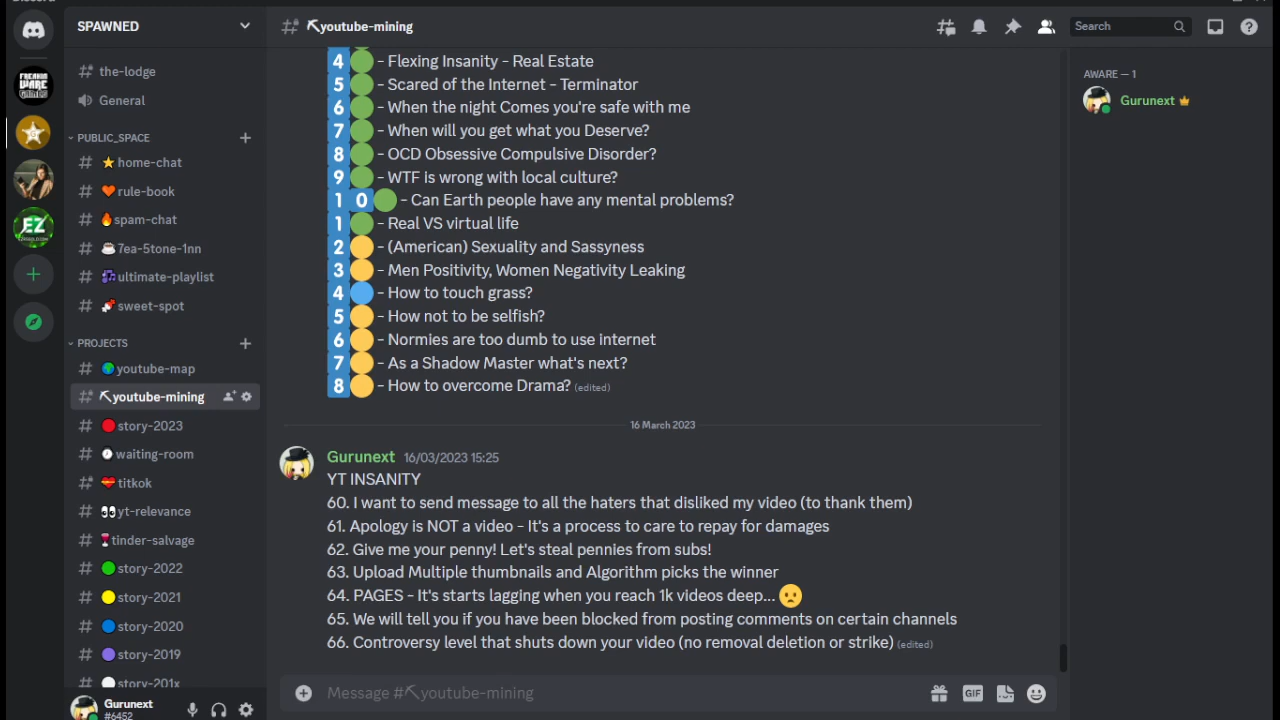 SPAWNED
the-lodge
General
PUBLIC_SPACE
home-chat
rule-book
spam-chat
7ea-5tone-1nn
ultimate-playlist
sweet-spot
PROJECTS
youtube-map
youtube-mining
story-2023
waiting-room
titkok
yt-relevance
tinder-salvage
story-2022
story-2021
story-2020
story-2019
story-201x
Gurunext
#6452
FREAKIN
WARE
GAMERS
EZ
youtube-mining
Search
4 - Flexing Insanity - Real Estate
5 - Scared of the Internet - Terminator
6 - When the night Comes you're safe with me
7 - When will you get what you Deserve?
8 - OCD Obsessive Compulsive Disorder?
9 - WTF is wrong with local culture?
1 0 - Can Earth people have any mental problems?
1 - Real VS virtual life
2 - (American) Sexuality and Sassyness
3 - Men Positivity, Women Negativity Leaking
4 - How to touch grass?
5 - How not to be selfish?
6 - Normies are too dumb to use internet
7 - As a Shadow Master what's next?
8 - How to overcome Drama? (edited)
16 March 2023
Gurunext 16/03/2023 15:25
YT INSANITY
60. I want to send message to all the haters that disliked my video (to thank them)
61. Apology is NOT a video - It's a process to care to repay for damages
62. Give me your penny! Let's steal pennies from subs!
63. Upload Multiple thumbnails and Algorithm picks the winner
64. PAGES - It's starts lagging when you reach 1k videos deep...
65. We will tell you if you have been blocked from posting comments on certain channels
66. Controversy level that shuts down your video (no removal deletion or strike) (edited)
Message #⛏youtube-mining
GIF
AWARE — 1
Gurunext